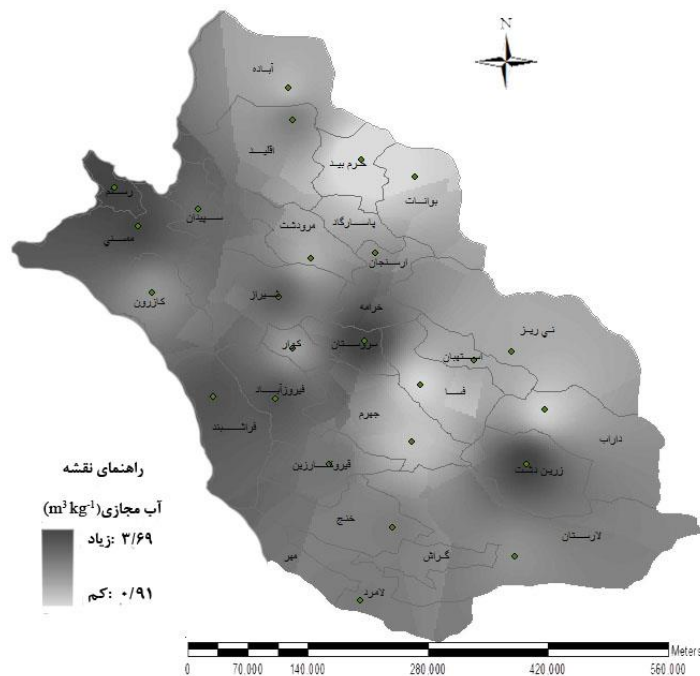 N
آباده
اقلید
خرم بید
بوانات
رستم
سپیدان
ممسنی
مرودشت
پاسارگاد
ارسنجان
کازرون
شیراز
خرامه
نی ریز
کوار
سروستان
استهبان
فیروزآباد
فسا
جهرم
فراشبند
داراب
زرین دشت
قیروکارزین
خنج
لارستان
گراش
مهر
لامرد
راهنمای نقشه
آب مجازی(m³ kg⁻¹)
زیاد: ۳/۶۹
کم: ۰/۹۱
Meters
0 70.000 140.000 280.000 420.000 560.000